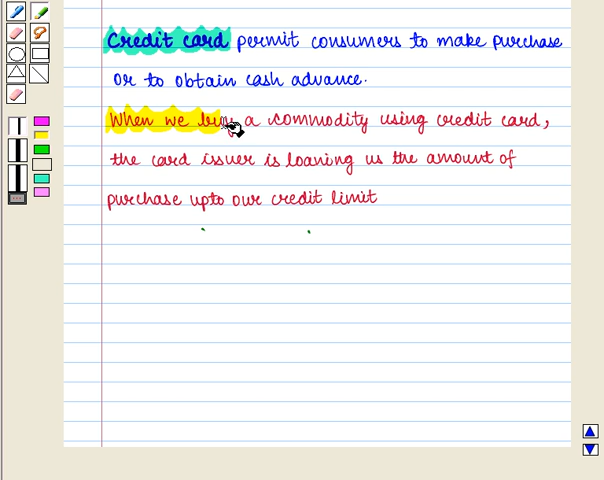 Credit card permit consumers to make purchase
or to obtain cash advance.
When we buy a commodity using credit card,
the card issuer is loaning us the amount of
purchase upto our credit limit